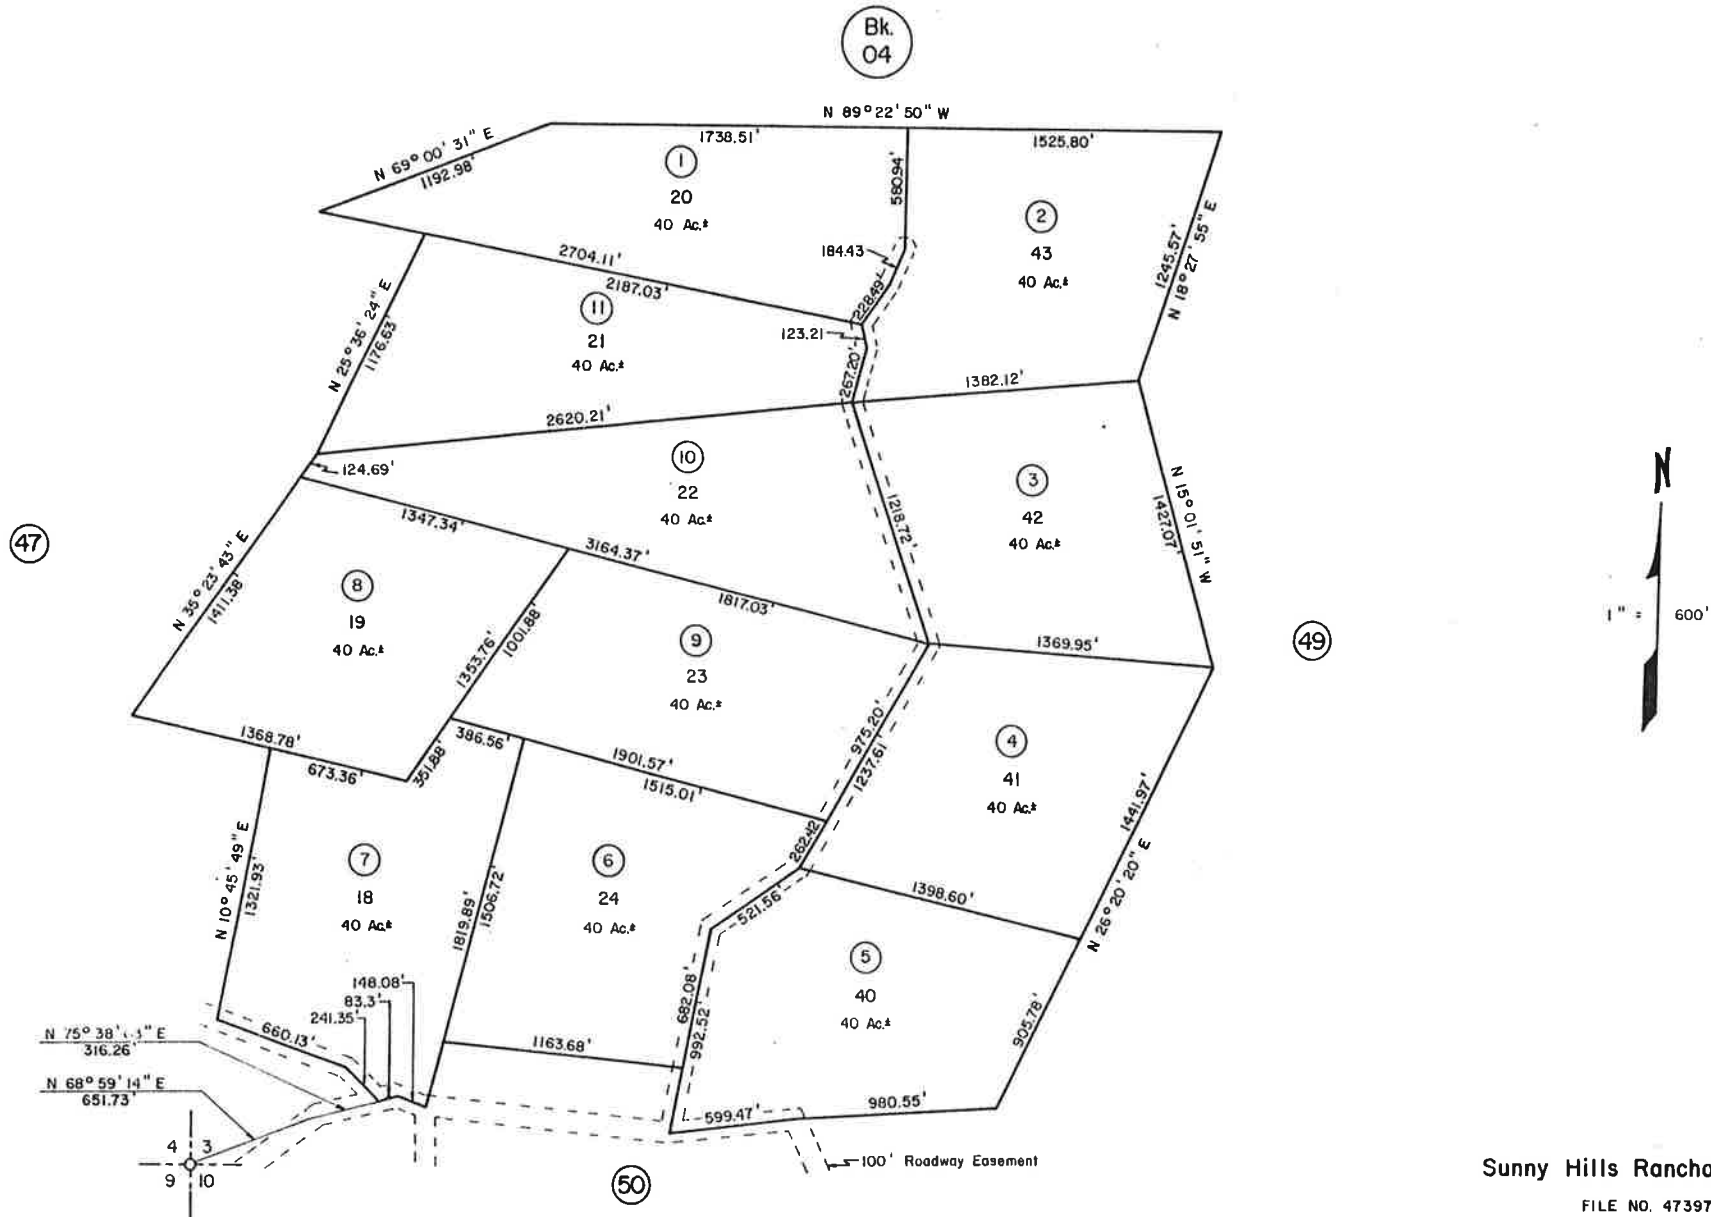 Bk.
04
N 89° 22' 50" W
1738.51'
1525.80'
N 69° 00' 31" E
1192.98'
1
20
40 Ac.±
580.94'
2
43
40 Ac.±
1245.57'
N 18° 27' 55" E
184.43
228.49'
2704.11'
2187.03'
11
21
40 Ac.±
123.21
267.20'
N 25° 36' 24" E
1176.63'
1382.12'
2620.21'
124.69'
10
22
40 Ac.±
3
42
40 Ac.±
N 15° 01' 51" W
1427.07'
N
1" = 600'
47
1347.34'
3164.37'
1817.03'
1218.72'
N 35° 23' 43" E
1411.38'
8
19
40 Ac.±
1353.76'
1001.88'
9
23
40 Ac.±
1369.95'
49
1368.78'
673.36'
351.88'
386.56'
1901.57'
1515.01'
975.20'
1237.61'
4
41
40 Ac.±
1441.97'
N 26° 20' 20" E
262.42
N 10° 45' 49" E
1321.93'
7
18
40 Ac.±
1819.89'
1506.72'
6
24
40 Ac.±
521.56'
1398.60'
5
40
40 Ac.±
682.08'
992.52'
905.78'
148.08'
83.3'
241.35'
660.13'
N 75° 38' E
316.26'
N 68° 59' 14" E
651.73'
1163.68'
599.47'
980.55'
4 3
9 10
100' Roadway Easement
50
Sunny Hills Rancho
FILE NO. 47397